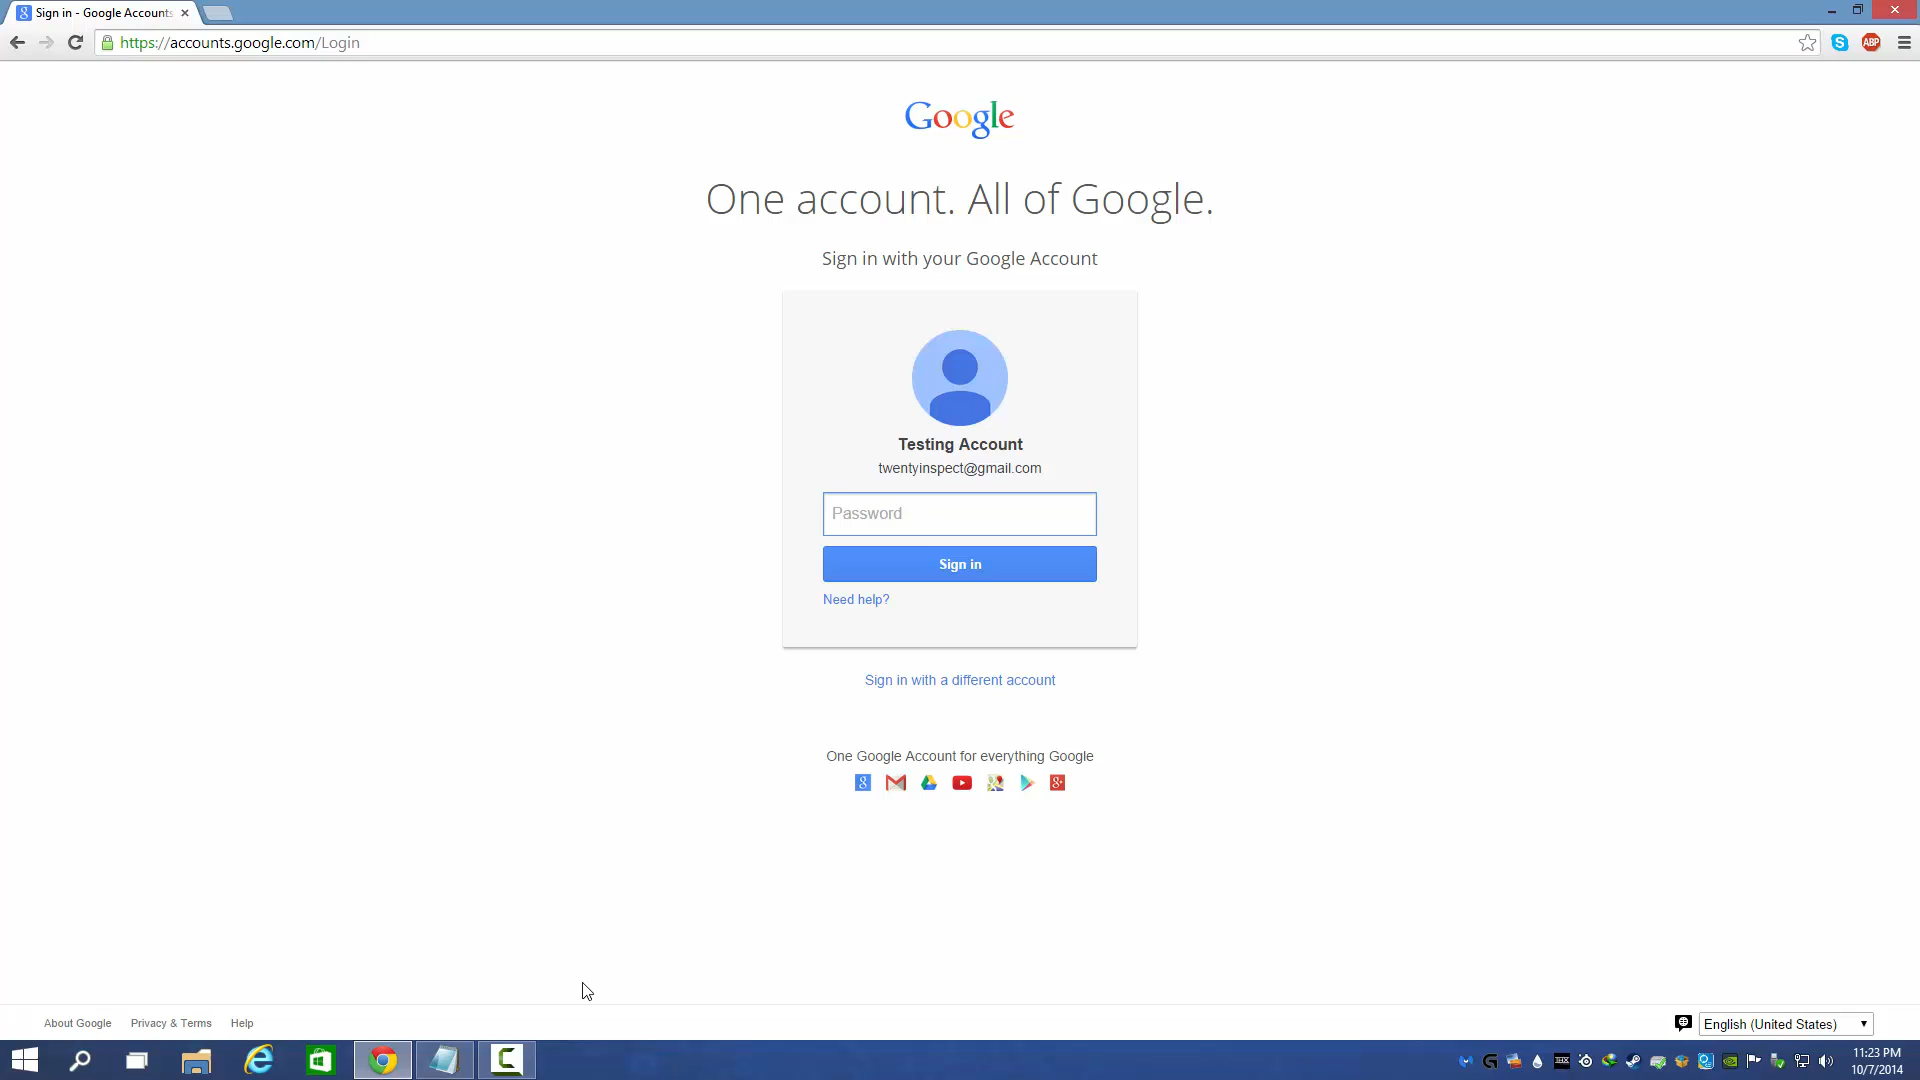 Sign in - Google Accounts
https://accounts.google.com/Login
ABP
Google
One account. All of Google.
Sign in with your Google Account
Testing Account
twentyinspect@gmail.com
Password
Sign in
Need help?
Sign in with a different account
One Google Account for everything Google
About Google Privacy & Terms Help
English (United States)
11:23 PM
10/7/2014